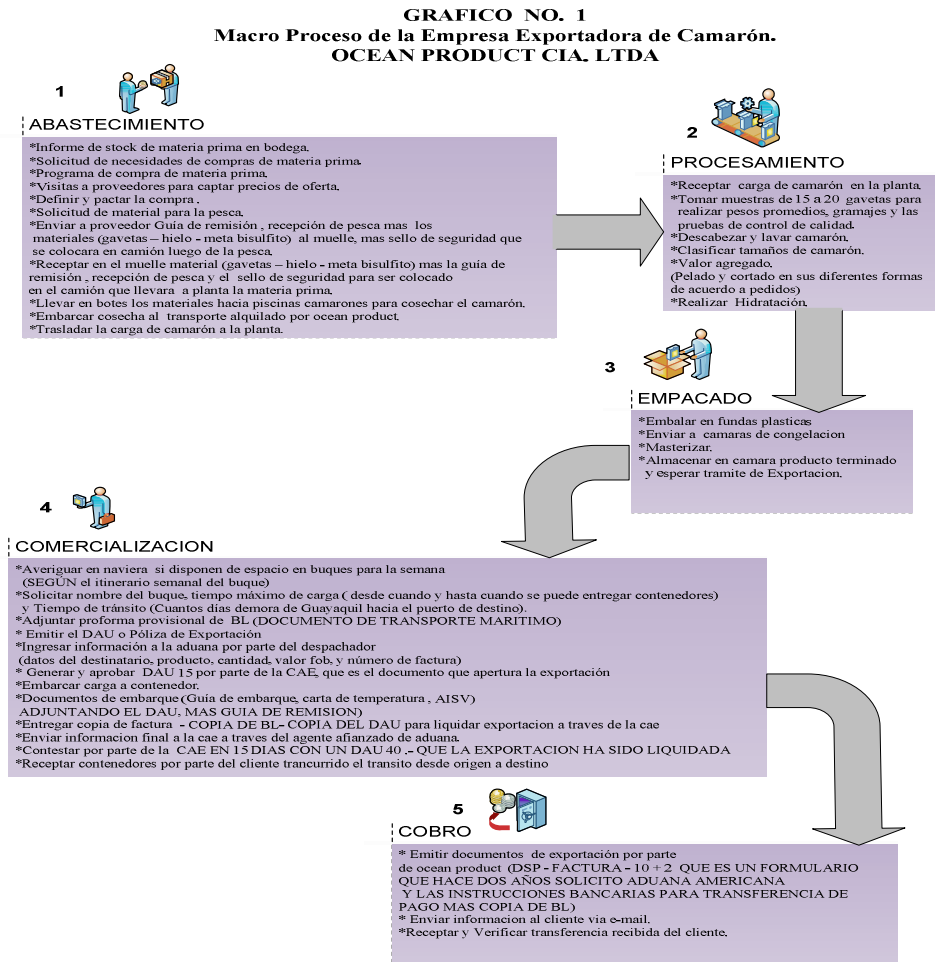 GRAFICO NO. 1
Macro Proceso de la Empresa Exportadora de Camarón.
OCEAN PRODUCT CIA. LTDA
1
ABASTECIMIENTO
*Informe de stock de materia prima en bodega.
*Solicitud de necesidades de compras de materia prima.
*Programa de compra de materia prima.
*Visitas a proveedores para captar precios de oferta.
*Definir y pactar la compra .
*Solicitud de material para la pesca.
*Enviar a proveedor Guía de remisión , recepción de pesca mas los
materiales (gavetas – hielo - meta bisulfito) al muelle, mas sello de seguridad que
se colocara en camión luego de la pesca.
*Receptar en el muelle material (gavetas – hielo - meta bisulfito) mas la guía de
remisión , recepción de pesca y el sello de seguridad para ser colocado
en el camión que llevara a planta la materia prima.
*Llevar en botes los materiales hacia piscinas camarones para cosechar el camarón.
*Embarcar cosecha al transporte alquilado por ocean product.
*Trasladar la carga de camarón a la planta.
2
PROCESAMIENTO
*Receptar carga de camarón en la planta.
*Tomar muestras de 15 a 20 gavetas para
realizar pesos promedios, gramajes y las
pruebas de control de calidad.
*Descabezar y lavar camarón.
*Clasificar tamaños de camarón.
*Valor agregado.
(Pelado y cortado en sus diferentes formas
de acuerdo a pedidos)
*Realizar Hidratación.
3
EMPACADO
*Embalar en fundas plasticas
*Enviar a camaras de congelacion
*Masterizar.
*Almacenar en camara producto terminado
y esperar tramite de Exportacion.
4
COMERCIALIZACION
*Averiguar en naviera si disponen de espacio en buques para la semana
(SEGÚN el itinerario semanal del buque)
*Solicitar nombre del buque, tiempo máximo de carga ( desde cuando y hasta cuando se puede entregar contenedores)
y Tiempo de tránsito (Cuantos días demora de Guayaquil hacia el puerto de destino).
*Adjuntar proforma provisional de BL (DOCUMENTO DE TRANSPORTE MARITIMO)
* Emitir el DAU o Póliza de Exportación
*Ingresar información a la aduana por parte del despachador
(datos del destinatario, producto, cantidad, valor fob, y número de factura)
* Generar y aprobar DAU 15 por parte de la CAE, que es el documento que apertura la exportación
*Embarcar carga a contenedor.
*Documentos de embarque (Guía de embarque, carta de temperatura , AISV)
ADJUNTANDO EL DAU, MAS GUIA DE REMISION)
*Entregar copia de factura - COPIA DE BL- COPIA DEL DAU para liquidar exportacion a traves de la cae
*Enviar informacion final a la cae a través del agente afianzado de aduana.
*Contestar por parte de la CAE EN 15 DIAS CON UN DAU 40 .- QUE LA EXPORTACION HA SIDO LIQUIDADA
*Receptar contenedores por parte del cliente trancurrido el transito desde origen a destino
5
COBRO
* Emitir documentos de exportación por parte
de ocean product (DSP - FACTURA - 10 + 2 QUE ES UN FORMULARIO
QUE HACE DOS AÑOS SOLICITO ADUANA AMERICANA
Y LAS INSTRUCCIONES BANCARIAS PARA TRANSFERENCIA DE
PAGO MAS COPIA DE BL)
* Enviar informacion al cliente via e-mail.
*Receptar y Verificar transferencia recibida del cliente.